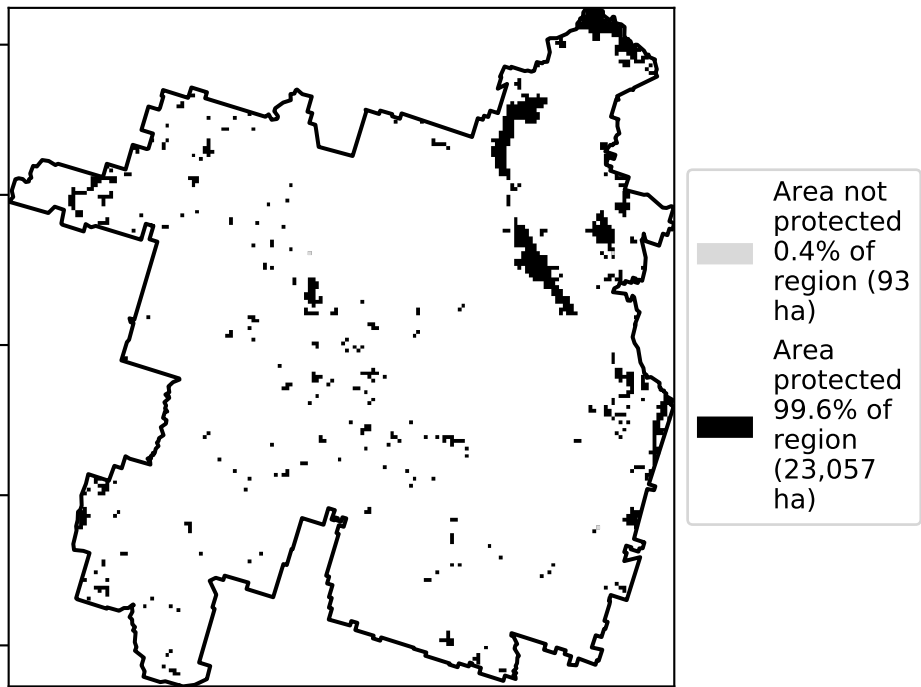 Area not
protected
0.4% of
region (93
ha)
Area
protected
99.6% of
region
(23,057
ha)